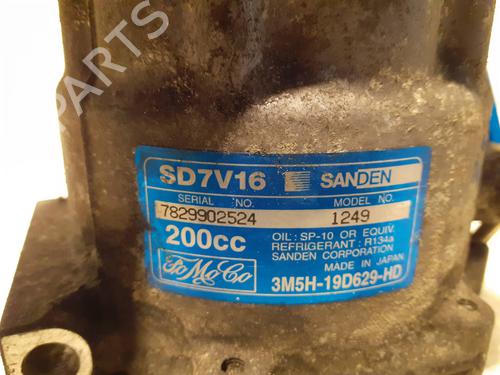 PARTS
SD7V16 SANDEN
SERIAL NO. MODEL NO.
7829902524 1249
200cc OIL: SP-10 OR EQUIV.
REFRIGERANT: R134a
SANDEN CORPORATION
MADE IN JAPAN
FoMoCo 3M5H-19D629-HD